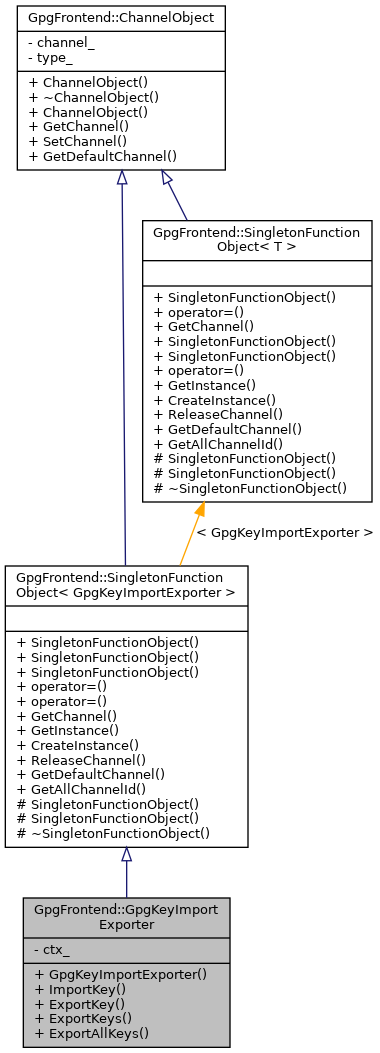 GpgFrontend::ChannelObject
- channel_
- type_
+ ChannelObject()
+ ~ChannelObject()
+ ChannelObject()
+ GetChannel()
+ SetChannel()
+ GetDefaultChannel()
GpgFrontend::SingletonFunction
Object< T >
+ SingletonFunctionObject()
+ operator=()
+ GetChannel()
+ SingletonFunctionObject()
+ SingletonFunctionObject()
+ operator=()
+ GetInstance()
+ CreateInstance()
+ ReleaseChannel()
+ GetDefaultChannel()
+ GetAllChannelId()
# SingletonFunctionObject()
# SingletonFunctionObject()
# ~SingletonFunctionObject()
< GpgKeyImportExporter >
GpgFrontend::SingletonFunction
Object< GpgKeyImportExporter >
+ SingletonFunctionObject()
+ SingletonFunctionObject()
+ SingletonFunctionObject()
+ operator=()
+ operator=()
+ GetChannel()
+ GetInstance()
+ CreateInstance()
+ ReleaseChannel()
+ GetDefaultChannel()
+ GetAllChannelId()
# SingletonFunctionObject()
# SingletonFunctionObject()
# ~SingletonFunctionObject()
GpgFrontend::GpgKeyImport
Exporter
- ctx_
+ GpgKeyImportExporter()
+ ImportKey()
+ ExportKey()
+ ExportKeys()
+ ExportAllKeys()